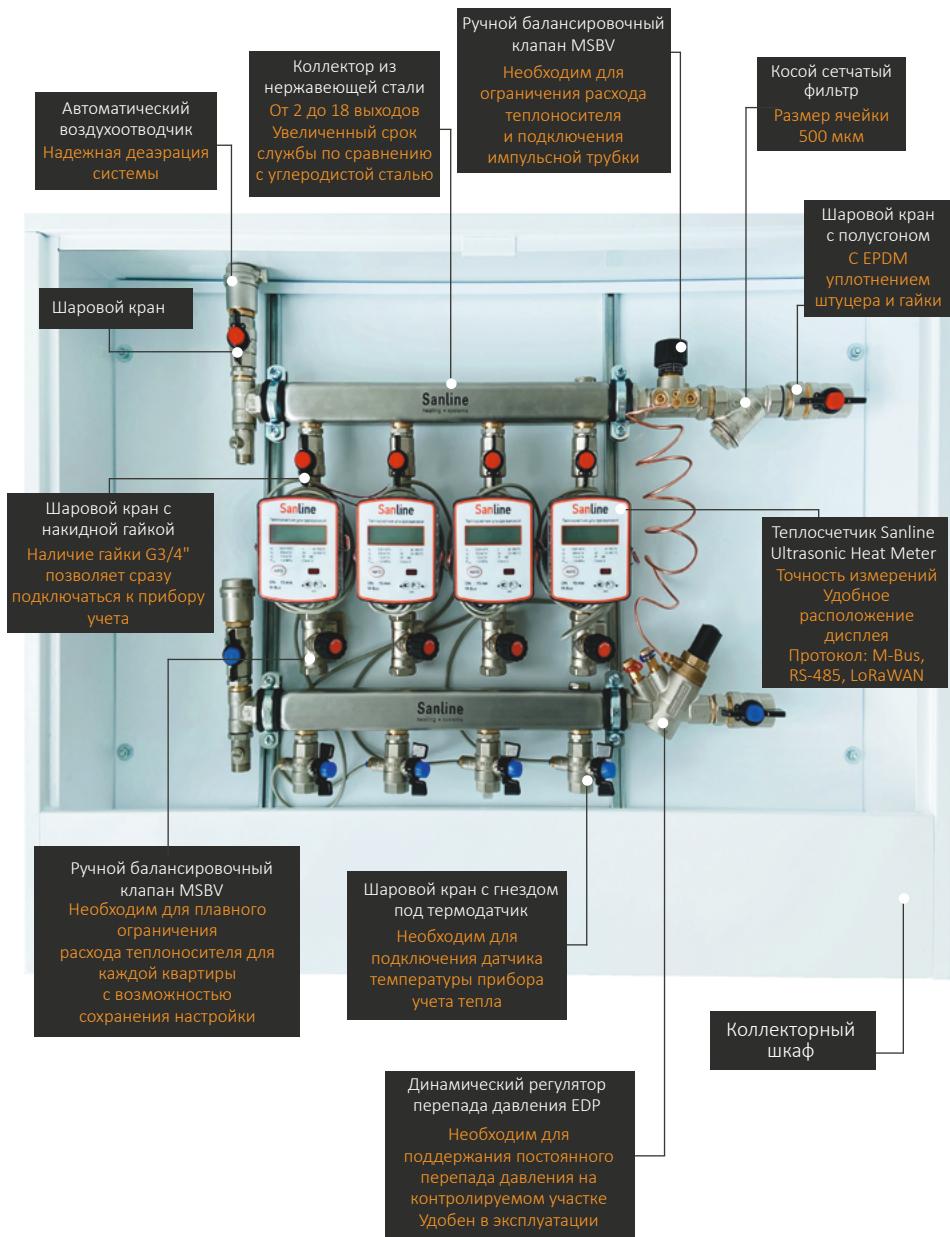 Ручной балансировочный
клапан MSBV
Необходим для
ограничения расхода
теплоносителя
и подключения
импульсной трубки
Коллектор из
нержавеющей стали
От 2 до 18 выходов
Увеличенный срок
службы по сравнению
с углеродистой сталью
Косой сетчатый
фильтр
Размер ячейки
500 мкм
Автоматический
воздухоотводчик
Надежная деаэрация
системы
Шаровой кран
с полусгоном
С EPDM
уплотнением
штуцера и гайки
Шаровой кран
Sanline
heating • systems
Шаровой кран с
накидной гайкой
Наличие гайки G3/4"
позволяет сразу
подключаться к прибору
учета
Sanline
Sanline
Sanline
Sanline
Теплосчетчик Sanline
Ultrasonic Heat Meter
Точность измерений
Удобное
расположение
дисплея
Протокол: M-Bus,
RS-485, LoRaWAN
Sanline
heating • systems
Ручной балансировочный
клапан MSBV
Необходим для плавного
ограничения
расхода теплоносителя для
каждой квартиры
с возможностью
сохранения настройки
Шаровой кран с гнездом
под термодатчик
Необходим для
подключения датчика
температуры прибора
учета тепла
Коллекторный
шкаф
Динамический регулятор
перепада давления EDP
Необходим для
поддержания постоянного
перепада давления на
контролируемом участке
Удобен в эксплуатации